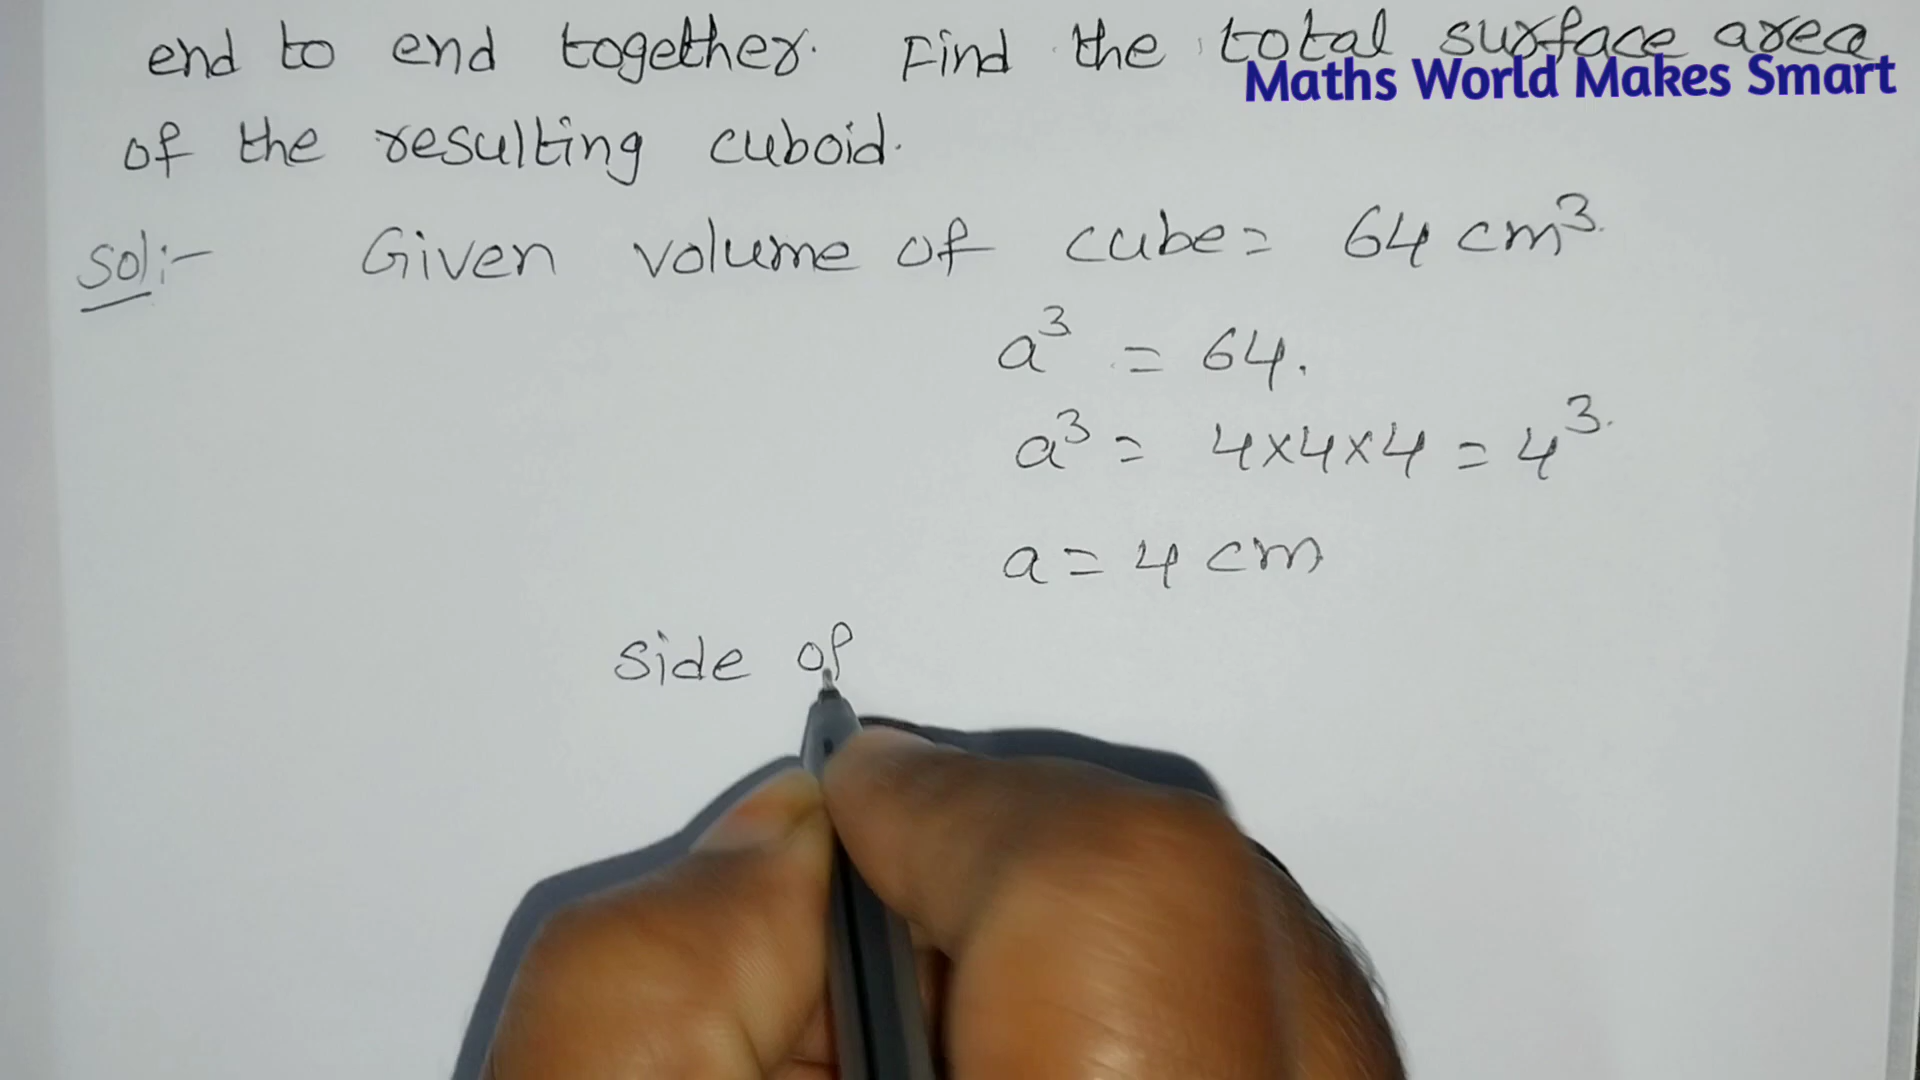 end to end together. Find the total surface area
Maths World Makes Smart
of the resulting cuboid.
Sol:- Given volume of cube = 64 cm³.
a³ = 64.
a³ = 4×4×4 = 4³.
a = 4 cm
side of